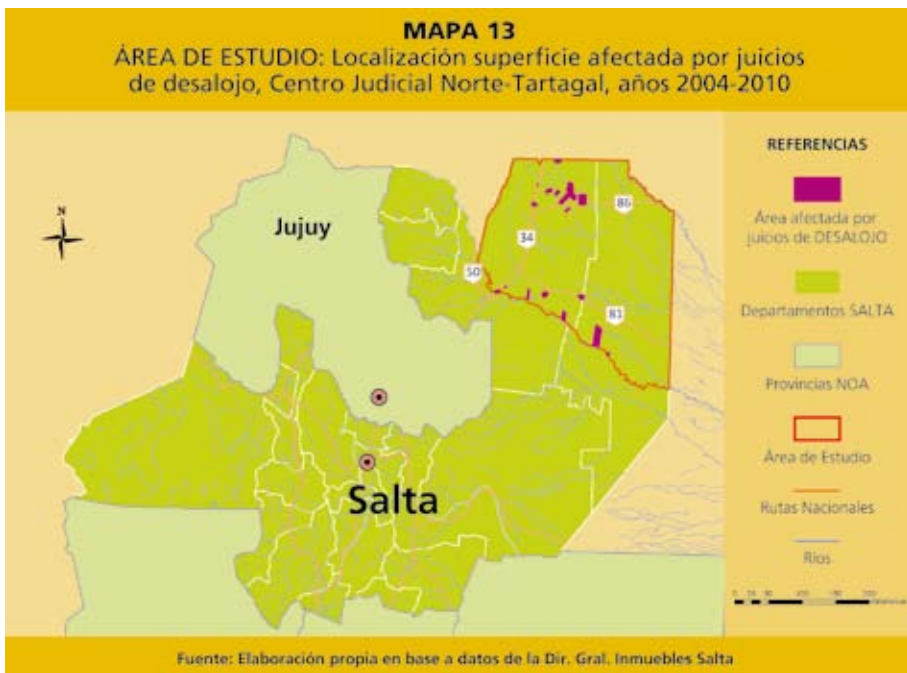 MAPA 13
ÁREA DE ESTUDIO: Localización superficie afectada por juicios
de desalojo, Centro Judicial Norte-Tartagal, años 2004-2010
REFERENCIAS
Área afectada por
juicios de DESALOJO
Departamentos SALTA
Provincias NOA
Área de Estudio
Rutas Nacionales
Ríos
N
Jujuy
86
34
50
81
Salta
Fuente: Elaboración propia en base a datos de la Dir. Gral. Inmuebles Salta